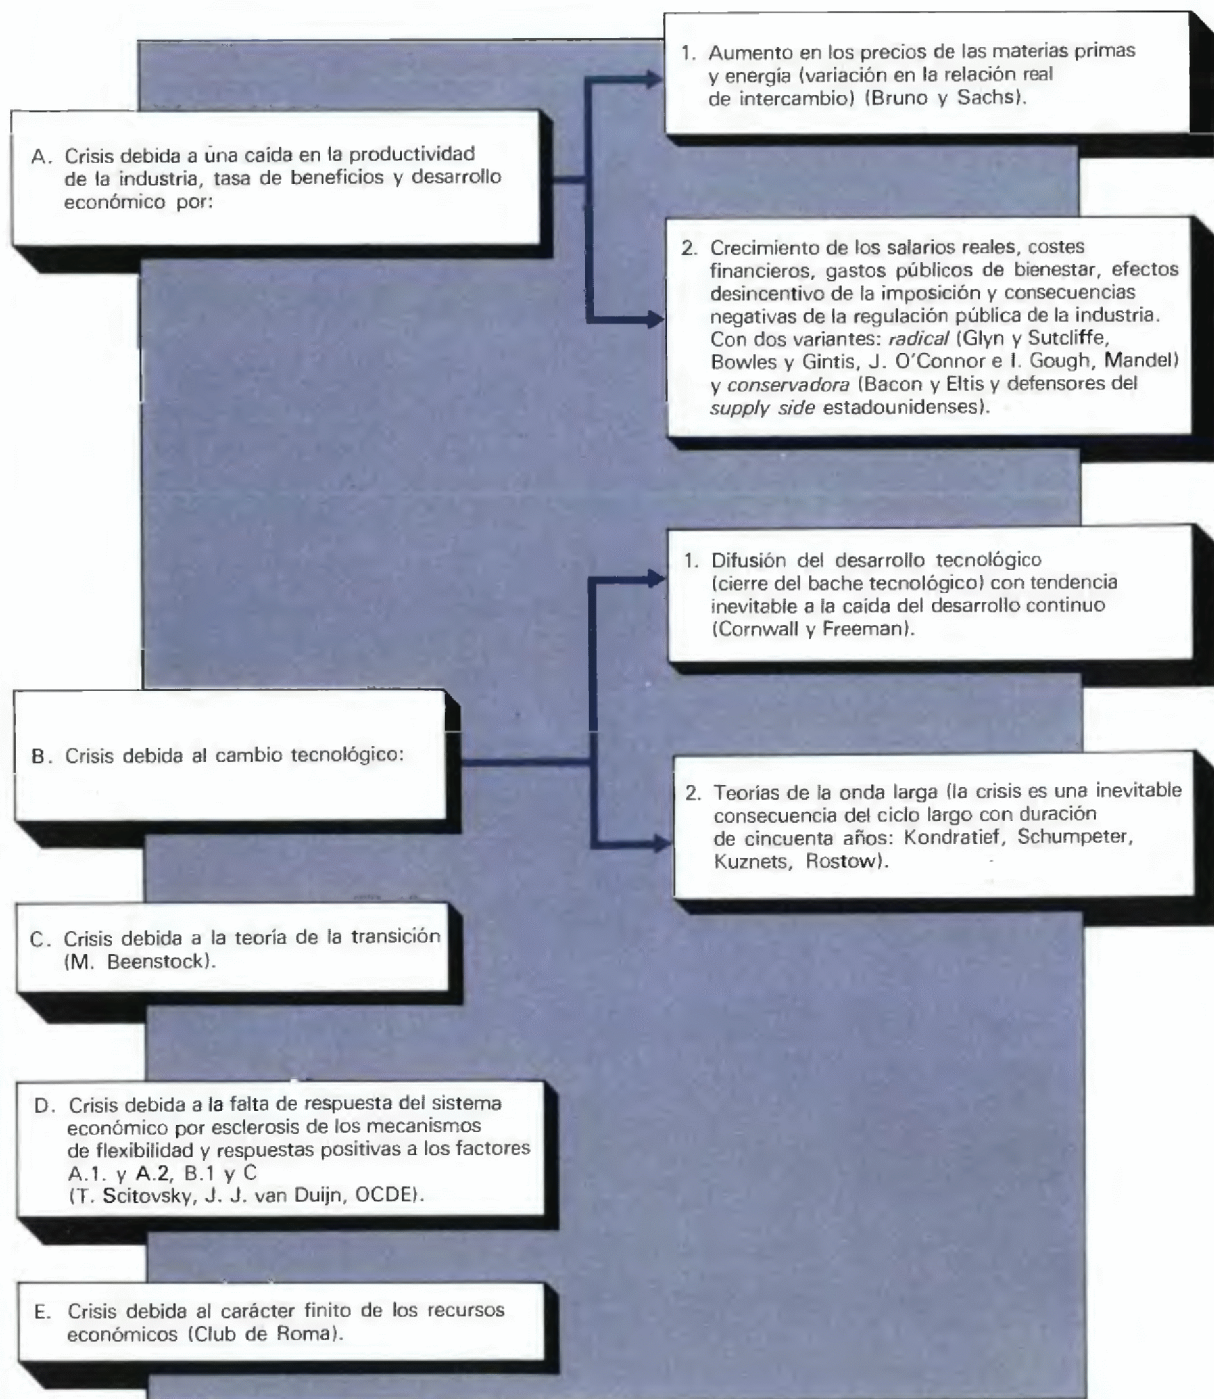 A. Crisis debida a una caída en la productividad
de la industria, tasa de beneficios y desarrollo
económico por:
1. Aumento en los precios de las materias primas
y energía (variación en la relación real
de intercambio) (Bruno y Sachs).
2. Crecimiento de los salarios reales, costes
financieros, gastos públicos de bienestar, efectos
desincentivo de la imposición y consecuencias
negativas de la regulación pública de la industria.
Con dos variantes: radical (Glyn y Sutcliffe,
Bowles y Gintis, J. O'Connor e I. Gough, Mandel)
y conservadora (Bacon y Eltis y defensores del
supply side estadounidenses).
B. Crisis debida al cambio tecnológico:
1. Difusión del desarrollo tecnológico
(cierre del bache tecnológico) con tendencia
inevitable a la caída del desarrollo continuo
(Cornwall y Freeman).
2. Teorías de la onda larga (la crisis es una inevitable
consecuencia del ciclo largo con duración
de cincuenta años: Kondratief, Schumpeter,
Kuznets, Rostow).
C. Crisis debida a la teoría de la transición
(M. Beenstock).
D. Crisis debida a la falta de respuesta del sistema
económico por esclerosis de los mecanismos
de flexibilidad y respuestas positivas a los factores
A.1. y A.2, B.1 y C
(T. Scitovsky, J. J. van Duijn, OCDE).
E. Crisis debida al carácter finito de los recursos
económicos (Club de Roma).